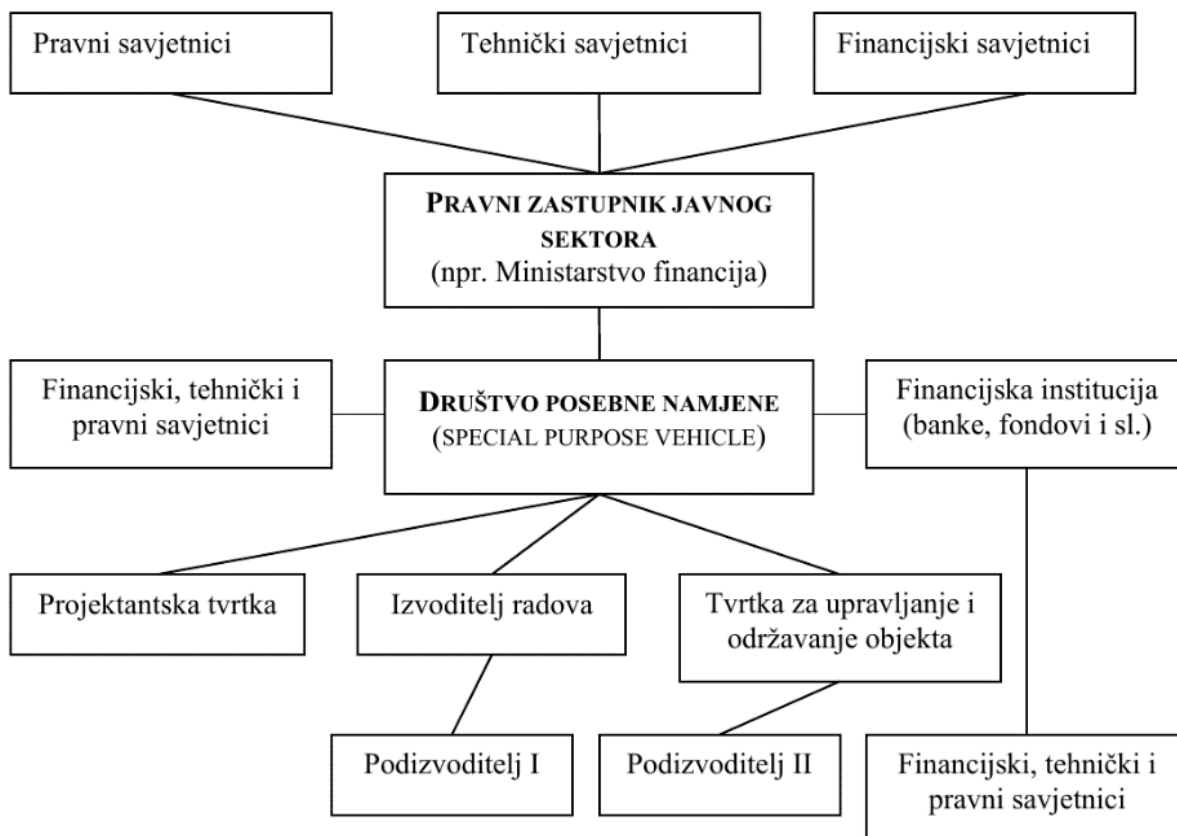 Pravni savjetnici
Tehnički savjetnici
Financijski savjetnici
PRAVNI ZASTUPNIK JAVNOG
SEKTORA
(npr. Ministarstvo financija)
Financijski, tehnički i
pravni savjetnici
DRUŠTVO POSEBNE NAMJENE
(SPECIAL PURPOSE VEHICLE)
Financijska institucija
(banke, fondovi i sl.)
Projektantska tvrtka
Izvoditelj radova
Tvrtka za upravljanje i
održavanje objekta
Podizvoditelj I
Podizvoditelj II
Financijski, tehnički i
pravni savjetnici